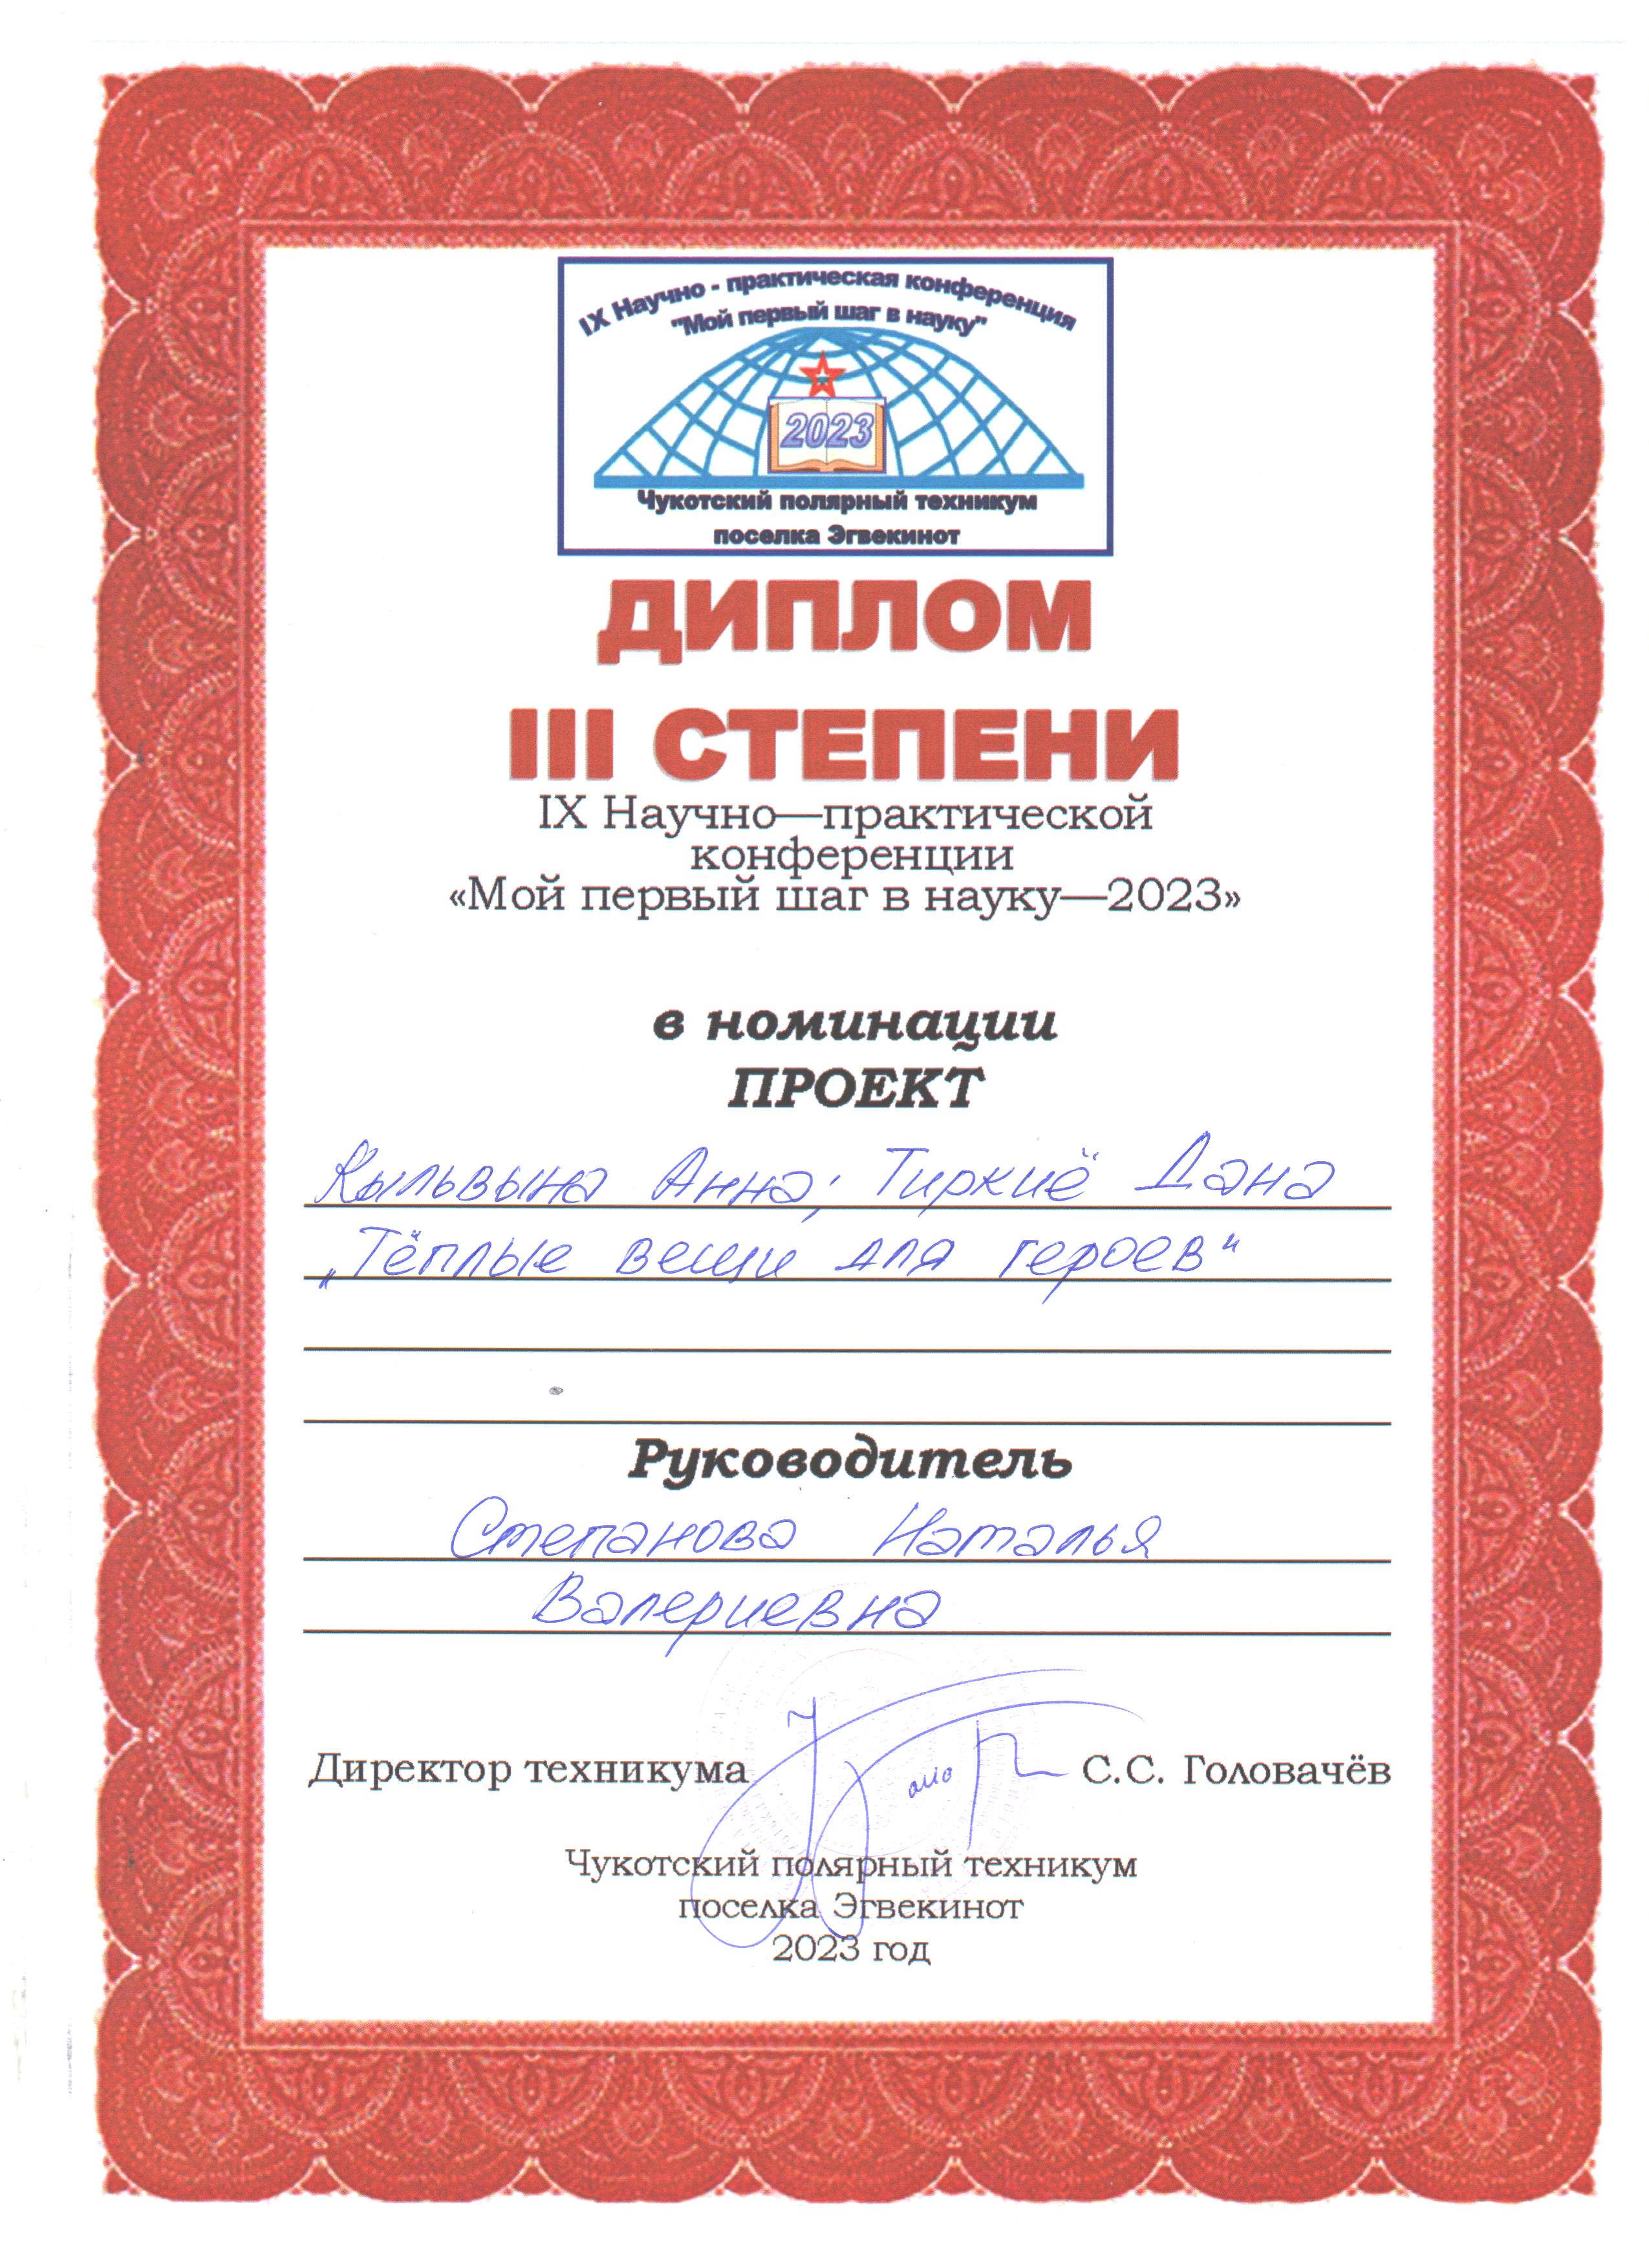 IX Научно - практическая конференция
"Мой первый шаг в науку"
2023
Чукотский полярный техникум
поселка Эгвекинот
ДИПЛОМ
III СТЕПЕНИ
IX Научно—практической
конференции
«Мой первый шаг в науку—2023»
в номинации
ПРОЕКТ
Кыльвына Анна, Тиркиё Дана
„Тёплые вещи для героев“
Руководитель
Степанова Наталья
Валериевна
Директор техникума С.С. Головачёв
Чукотский полярный техникум
поселка Эгвекинот
2023 год